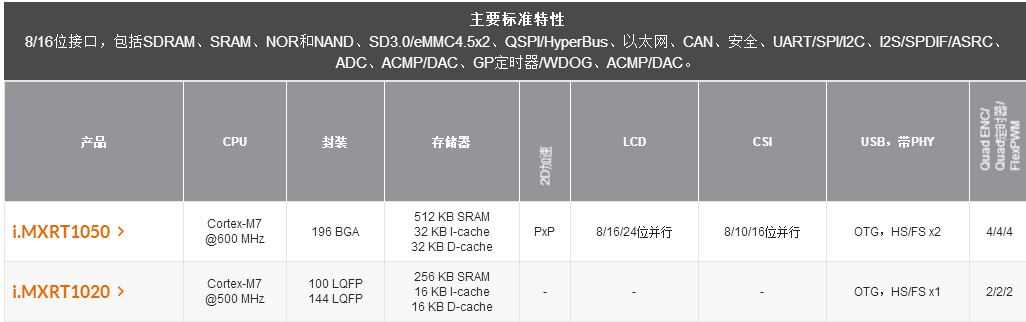 主要标准特性
8/16位接口，包括SDRAM、SRAM、NOR和NAND、SD3.0/eMMC4.5x2、QSPI/HyperBus、以太网、CAN、安全、UART/SPI/I2C、I2S/SPDIF/ASRC、
ADC、ACMP/DAC、GP定时器/WDOG、ACMP/DAC。
产品 CPU 封装 存储器 2D加速 LCD CSI USB，带PHY Quad ENC/
Quad定时器/
FlexPWM
i.MXRT1050 >
Cortex-M7
@600 MHz
196 BGA
512 KB SRAM
32 KB I-cache
32 KB D-cache
PxP
8/16/24位并行
8/10/16位并行
OTG，HS/FS x2
4/4/4
i.MXRT1020 >
Cortex-M7
@500 MHz
100 LQFP
144 LQFP
256 KB SRAM
16 KB I-cache
16 KB D-cache
-
-
-
OTG，HS/FS x1
2/2/2